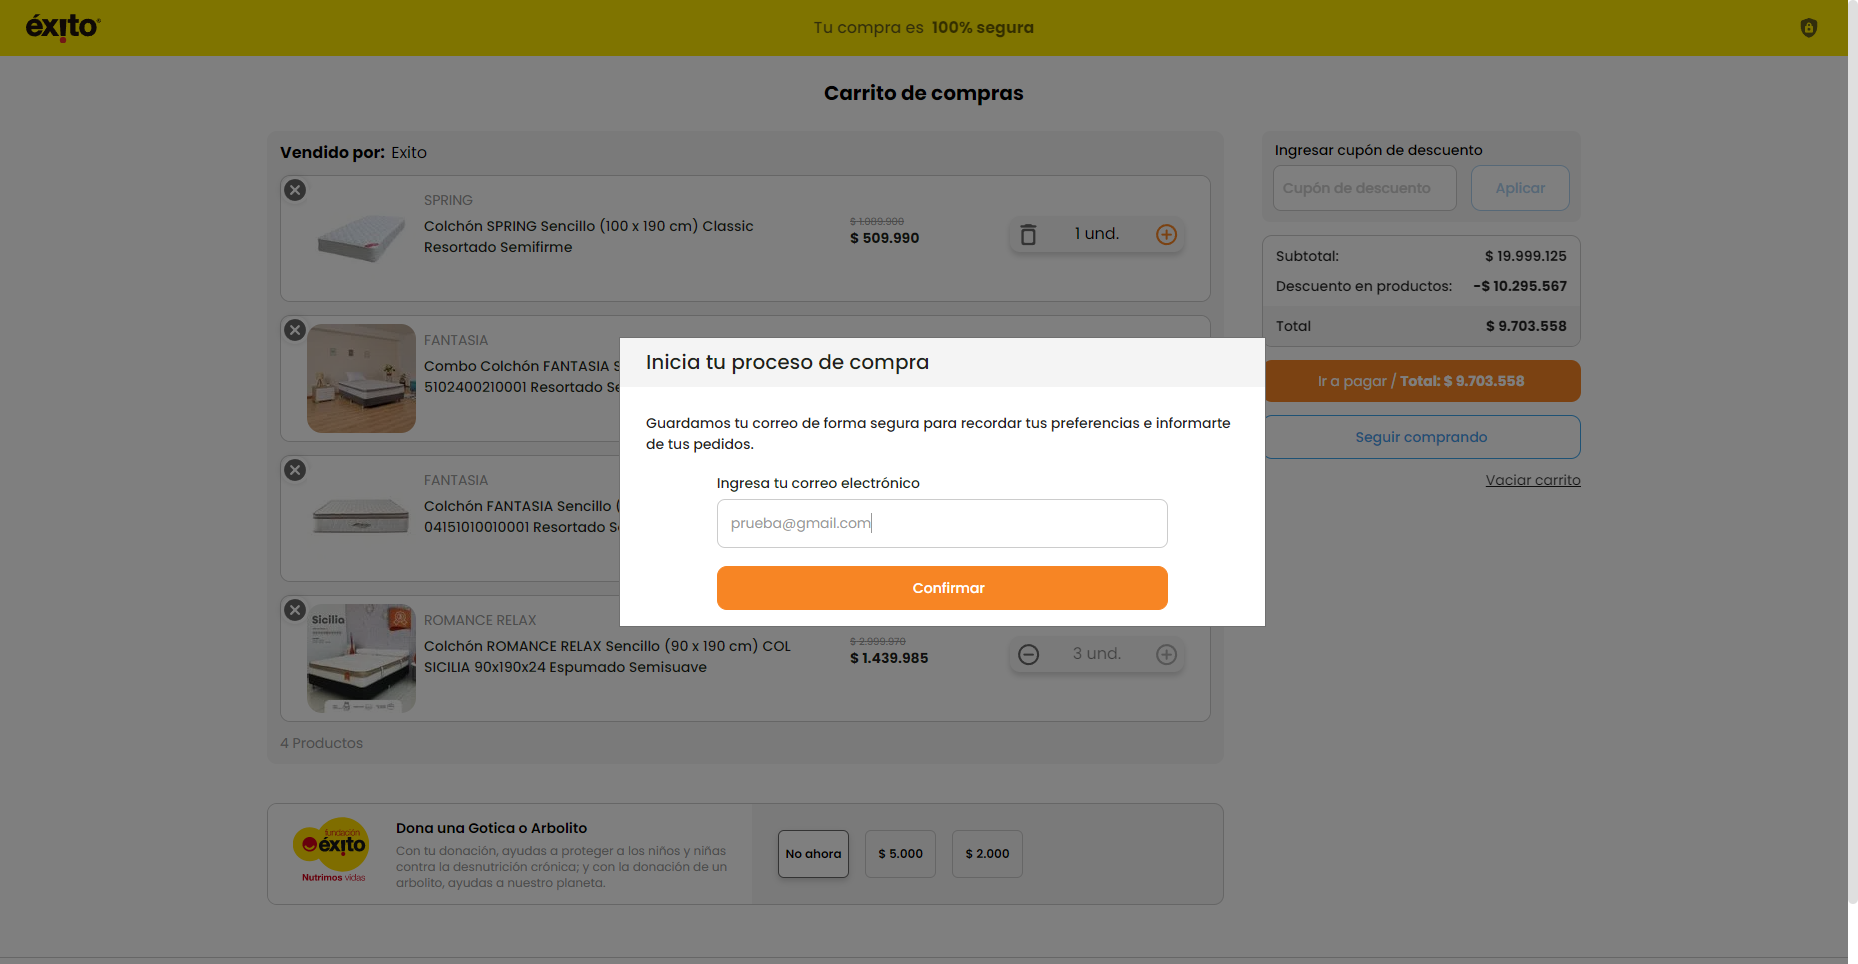 éxito
Tu compra es 100% segura
Carrito de compras
Vendido por: Exito
SPRING
Colchón SPRING Sencillo (100 x 190 cm) Classic
Resortado Semifirme
$ 1.089.900
$ 509.990
1 und.
FANTASIA
Combo Colchón FANTASIA S
5102400210001 Resortado Se
FANTASIA
Colchón FANTASIA Sencillo (
04151010010001 Resortado S
Sicilia
ROMANCE RELAX
Colchón ROMANCE RELAX Sencillo (90 x 190 cm) COL
SICILIA 90x190x24 Espumado Semisuave
$ 2.999.970
$ 1.439.985
3 und.
4 Productos
Ingresar cupón de descuento
Cupón de descuento
Aplicar
Subtotal: $ 19.999.125
Descuento en productos: -$ 10.295.567
Total $ 9.703.558
Ir a pagar / Total: $ 9.703.558
Seguir comprando
Vaciar carrito
Inicia tu proceso de compra
Guardamos tu correo de forma segura para recordar tus preferencias e informarte
de tus pedidos.
Ingresa tu correo electrónico
prueba@gmail.com
Confirmar
fundación
éxito
Nutrimos vidas
Dona una Gotica o Arbolito
Con tu donación, ayudas a proteger a los niños y niñas
contra la desnutrición crónica; y con la donación de un
arbolito, ayudas a nuestro planeta.
No ahora
$ 5.000
$ 2.000